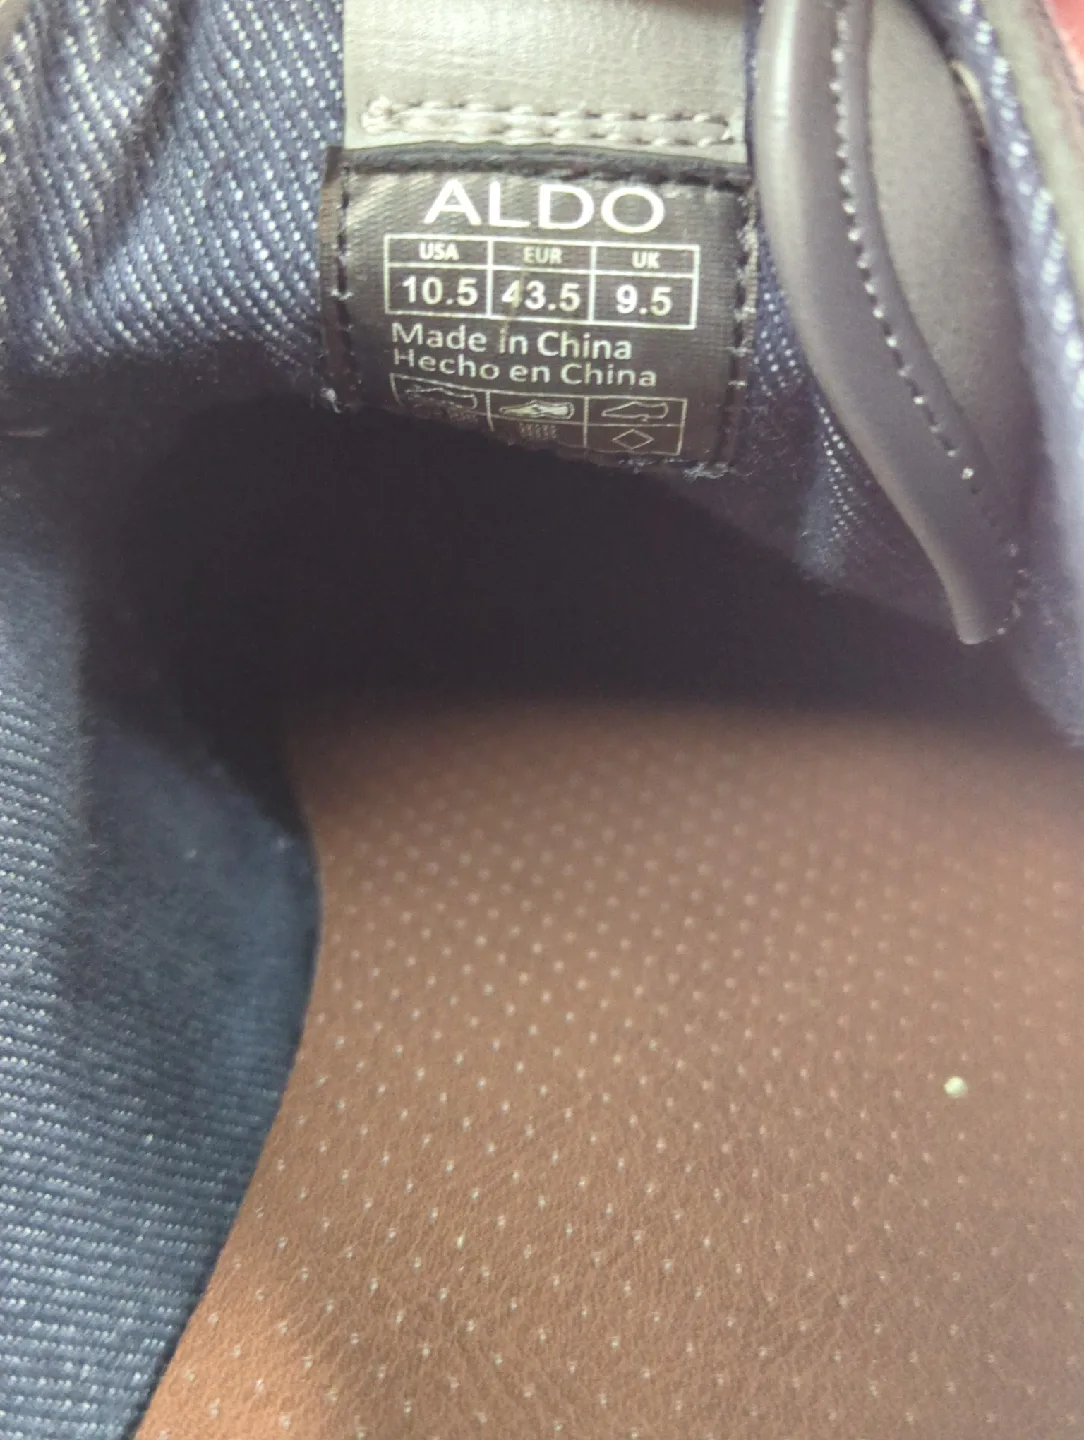 ALDO
USA EUR UK
10.5 43.5 9.5
Made in China
Hecho en China